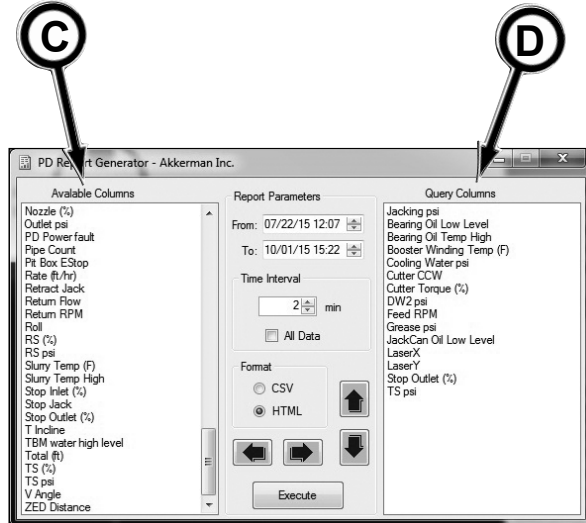 C
D
PD Report Generator - Akkerman Inc.
Avalable Columns
Nozzle (%)
Outlet psi
PD Power fault
Pipe Count
Pit Box EStop
Rate (ft/hr)
Retract Jack
Return Flow
Return RPM
Roll
RS (%)
RS psi
Slurry Temp (F)
Slurry Temp High
Stop Inlet (%)
Stop Jack
Stop Outlet (%)
T Incline
TBM water high level
Total (ft)
TS (%)
TS psi
V Angle
ZED Distance
Report Parameters
From: 07/22/15 12:07
To: 10/01/15 15:22
Time Interval
2 min
All Data
Format
CSV
HTML
Execute
Query Columns
Jacking psi
Bearing Oil Low Level
Bearing Oil Temp High
Booster Winding Temp (F)
Cooling Water psi
Cutter CCW
Cutter Torque (%)
DW2 psi
Feed RPM
Grease psi
JackCan Oil Low Level
LaserX
LaserY
Stop Outlet (%)
TS psi